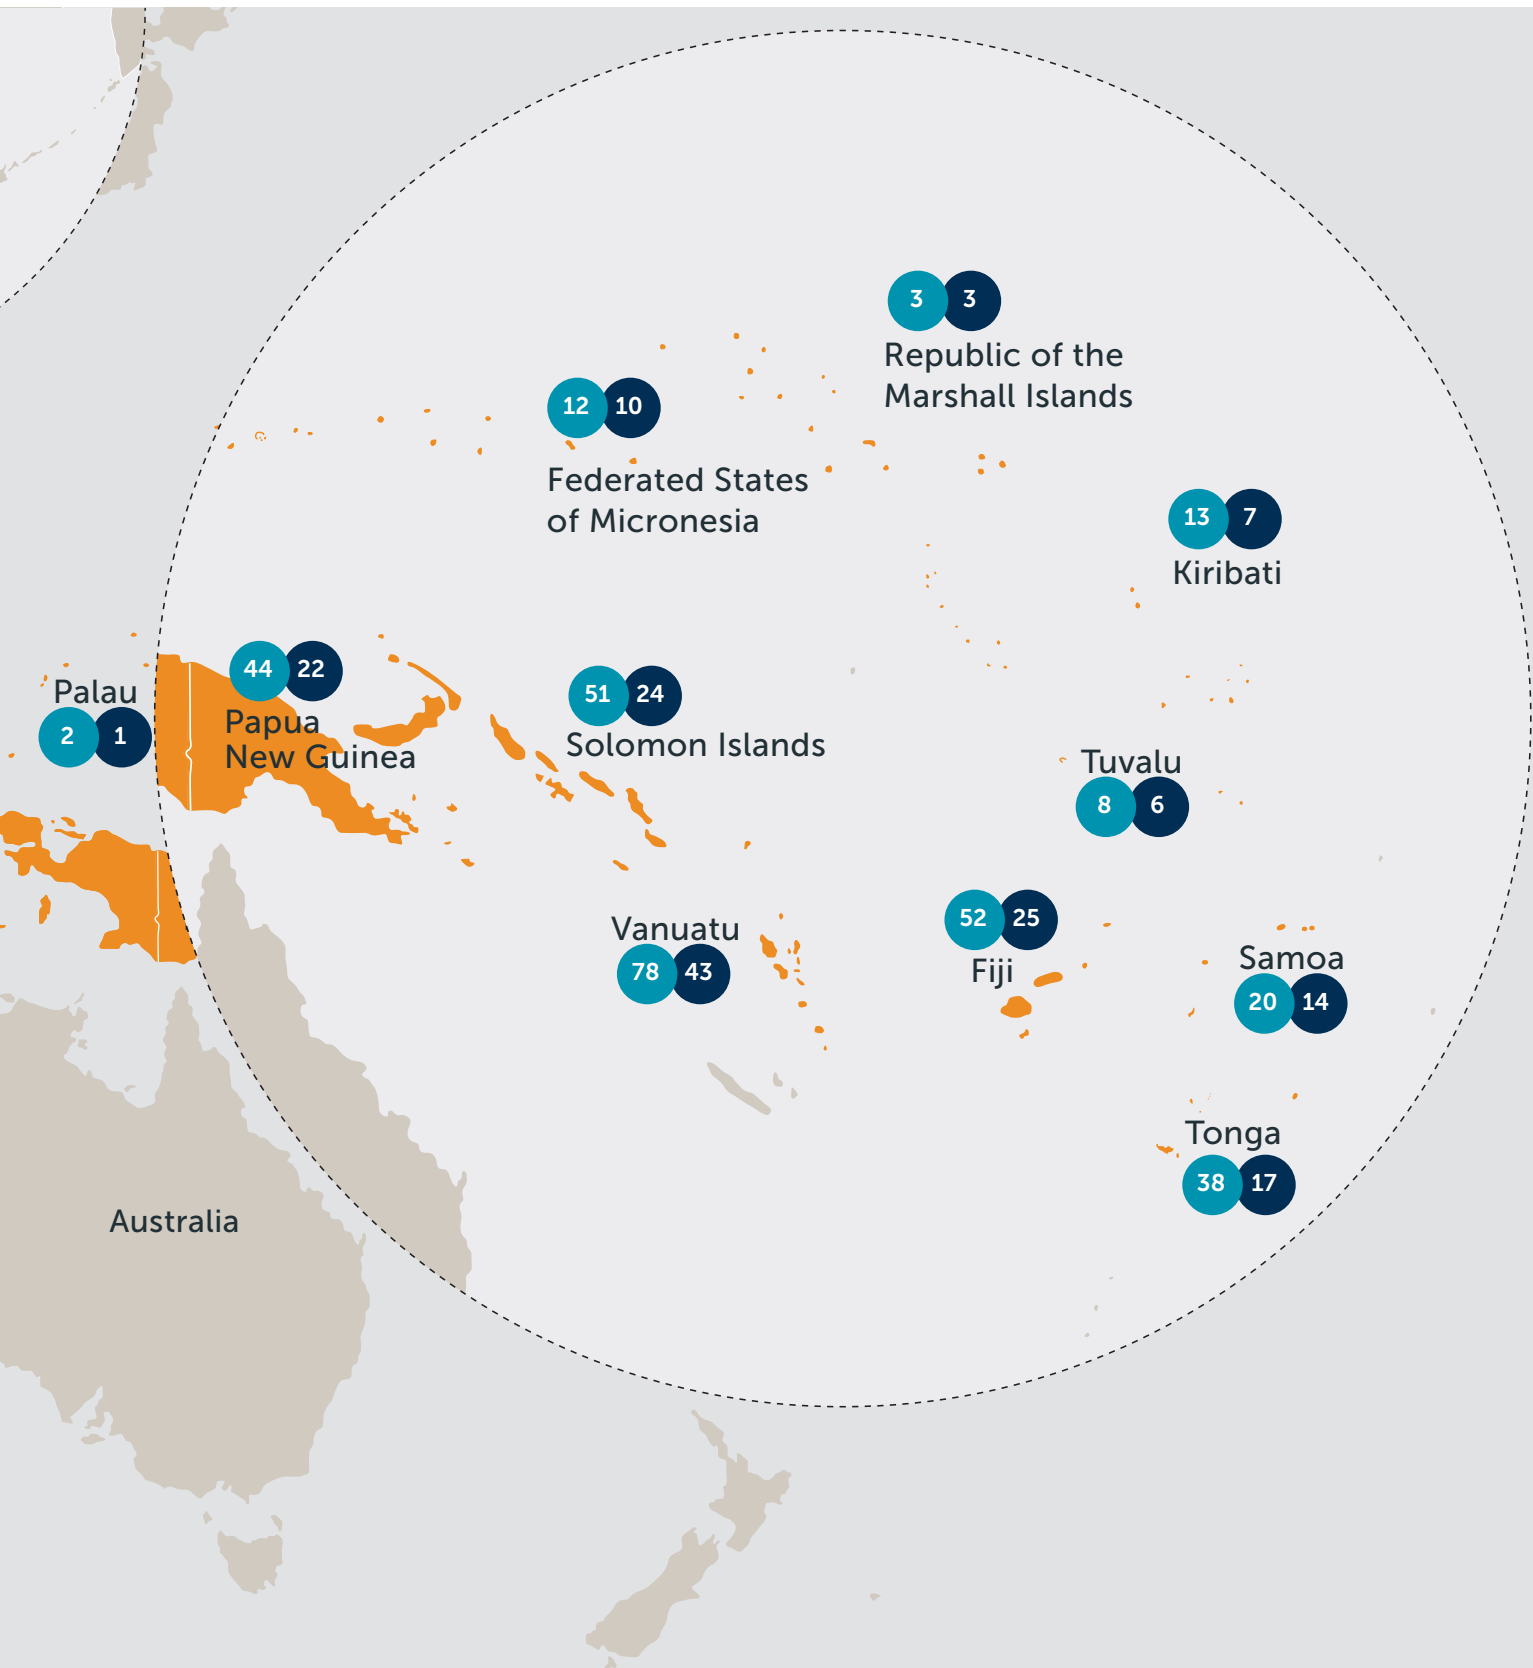 3 3
Republic of the
Marshall Islands
12 10
Federated States
of Micronesia
13 7
Kiribati
44 22
Papua
New Guinea
Palau
2 1
51 24
Solomon Islands
Tuvalu
8 6
52 25
Fiji
Vanuatu
78 43
Samoa
20 14
Tonga
38 17
Australia